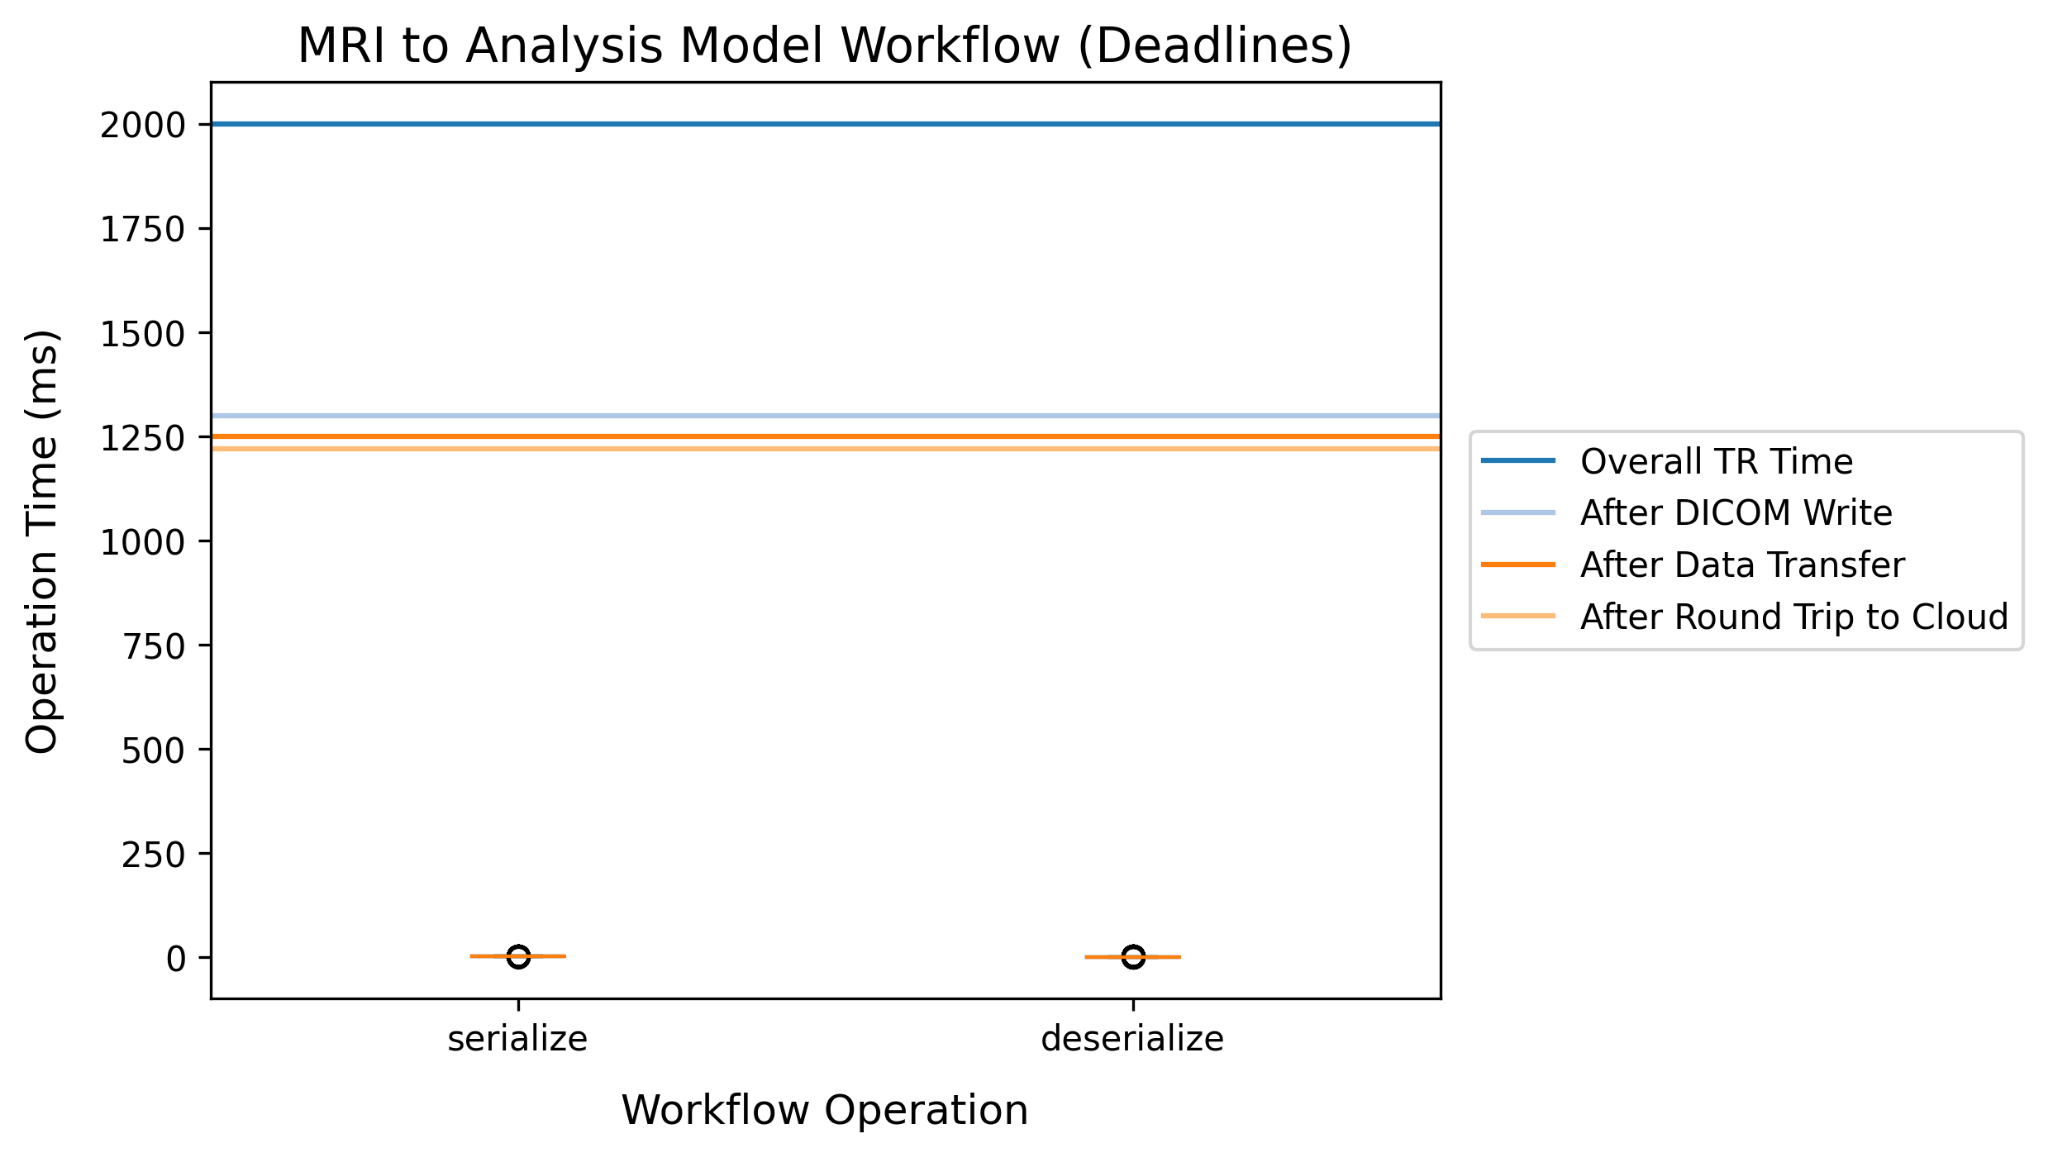 MRI to Analysis Model Workflow (Deadlines)
Operation Time (ms)
2000
1750
1500
1250
1000
750
500
250
0
serialize deserialize
Workflow Operation
Overall TR Time
After DICOM Write
After Data Transfer
After Round Trip to Cloud